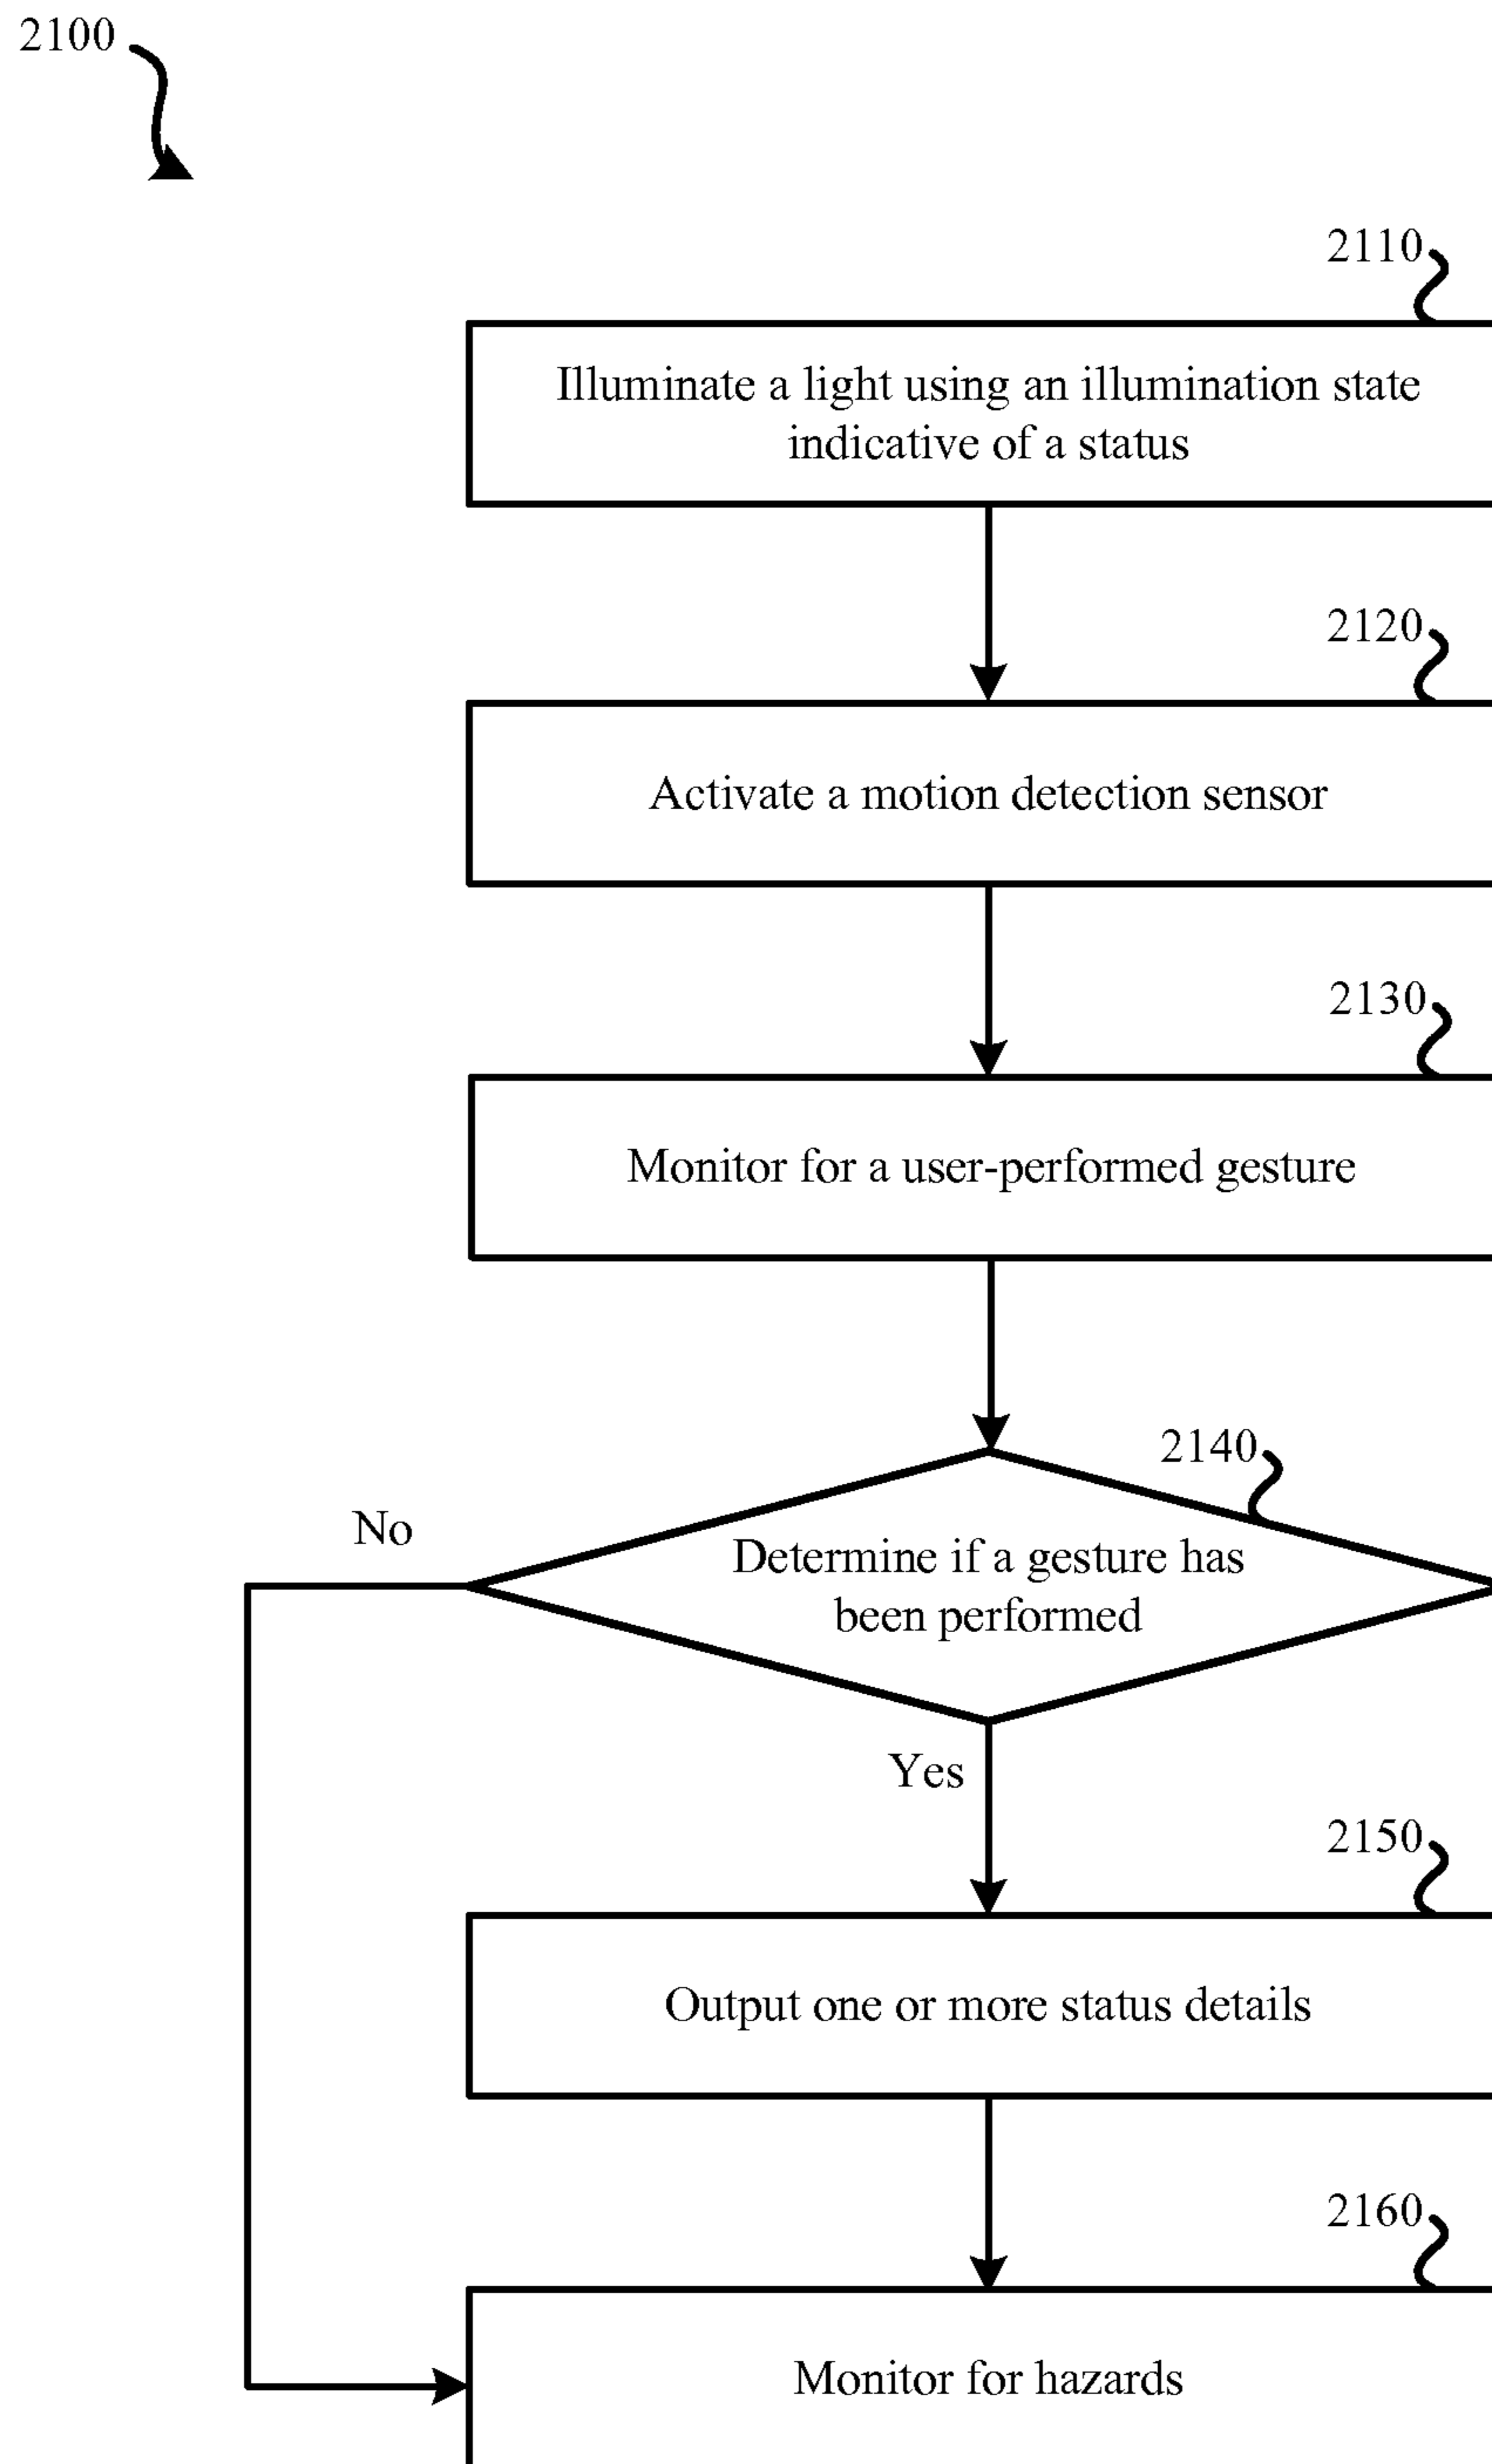 2100
2110
Illuminate a light using an illumination state
indicative of a status
2120
Activate a motion detection sensor
2130
Monitor for a user-performed gesture
2140
No
Determine if a gesture has
been performed
Yes
2150
Output one or more status details
2160
Monitor for hazards